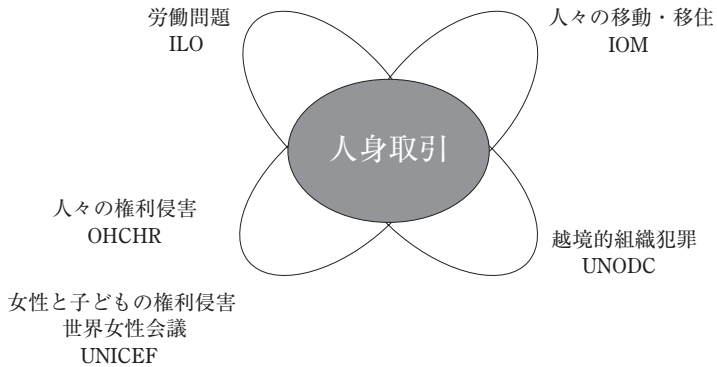 労働問題
ILO
人々の移動・移住
IOM
人身取引
人々の権利侵害
OHCHR
越境的組織犯罪
UNODC
女性と子どもの権利侵害
世界女性会議
UNICEF